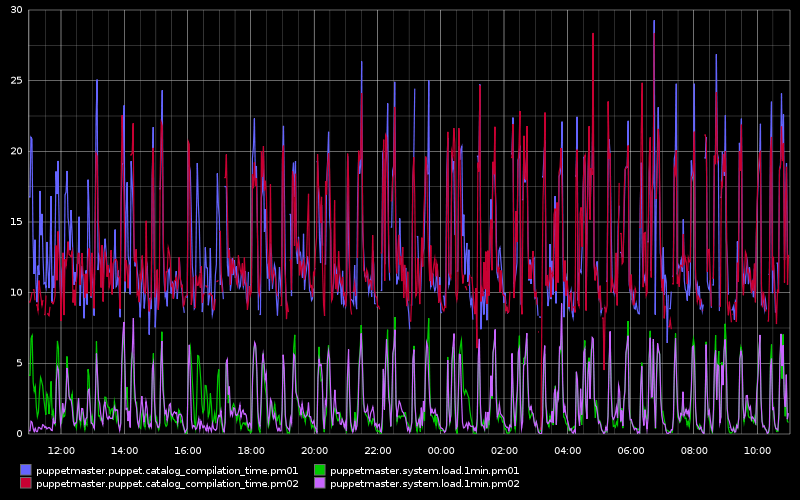 30
25
20
15
10
5
0
12:00 14:00 16:00 18:00 20:00 22:00 00:00 02:00 04:00 06:00 08:00 10:00
puppetmaster.puppet.catalog_compilation_time.pm01 puppetmaster.system.load.1min.pm01
puppetmaster.puppet.catalog_compilation_time.pm02 puppetmaster.system.load.1min.pm02